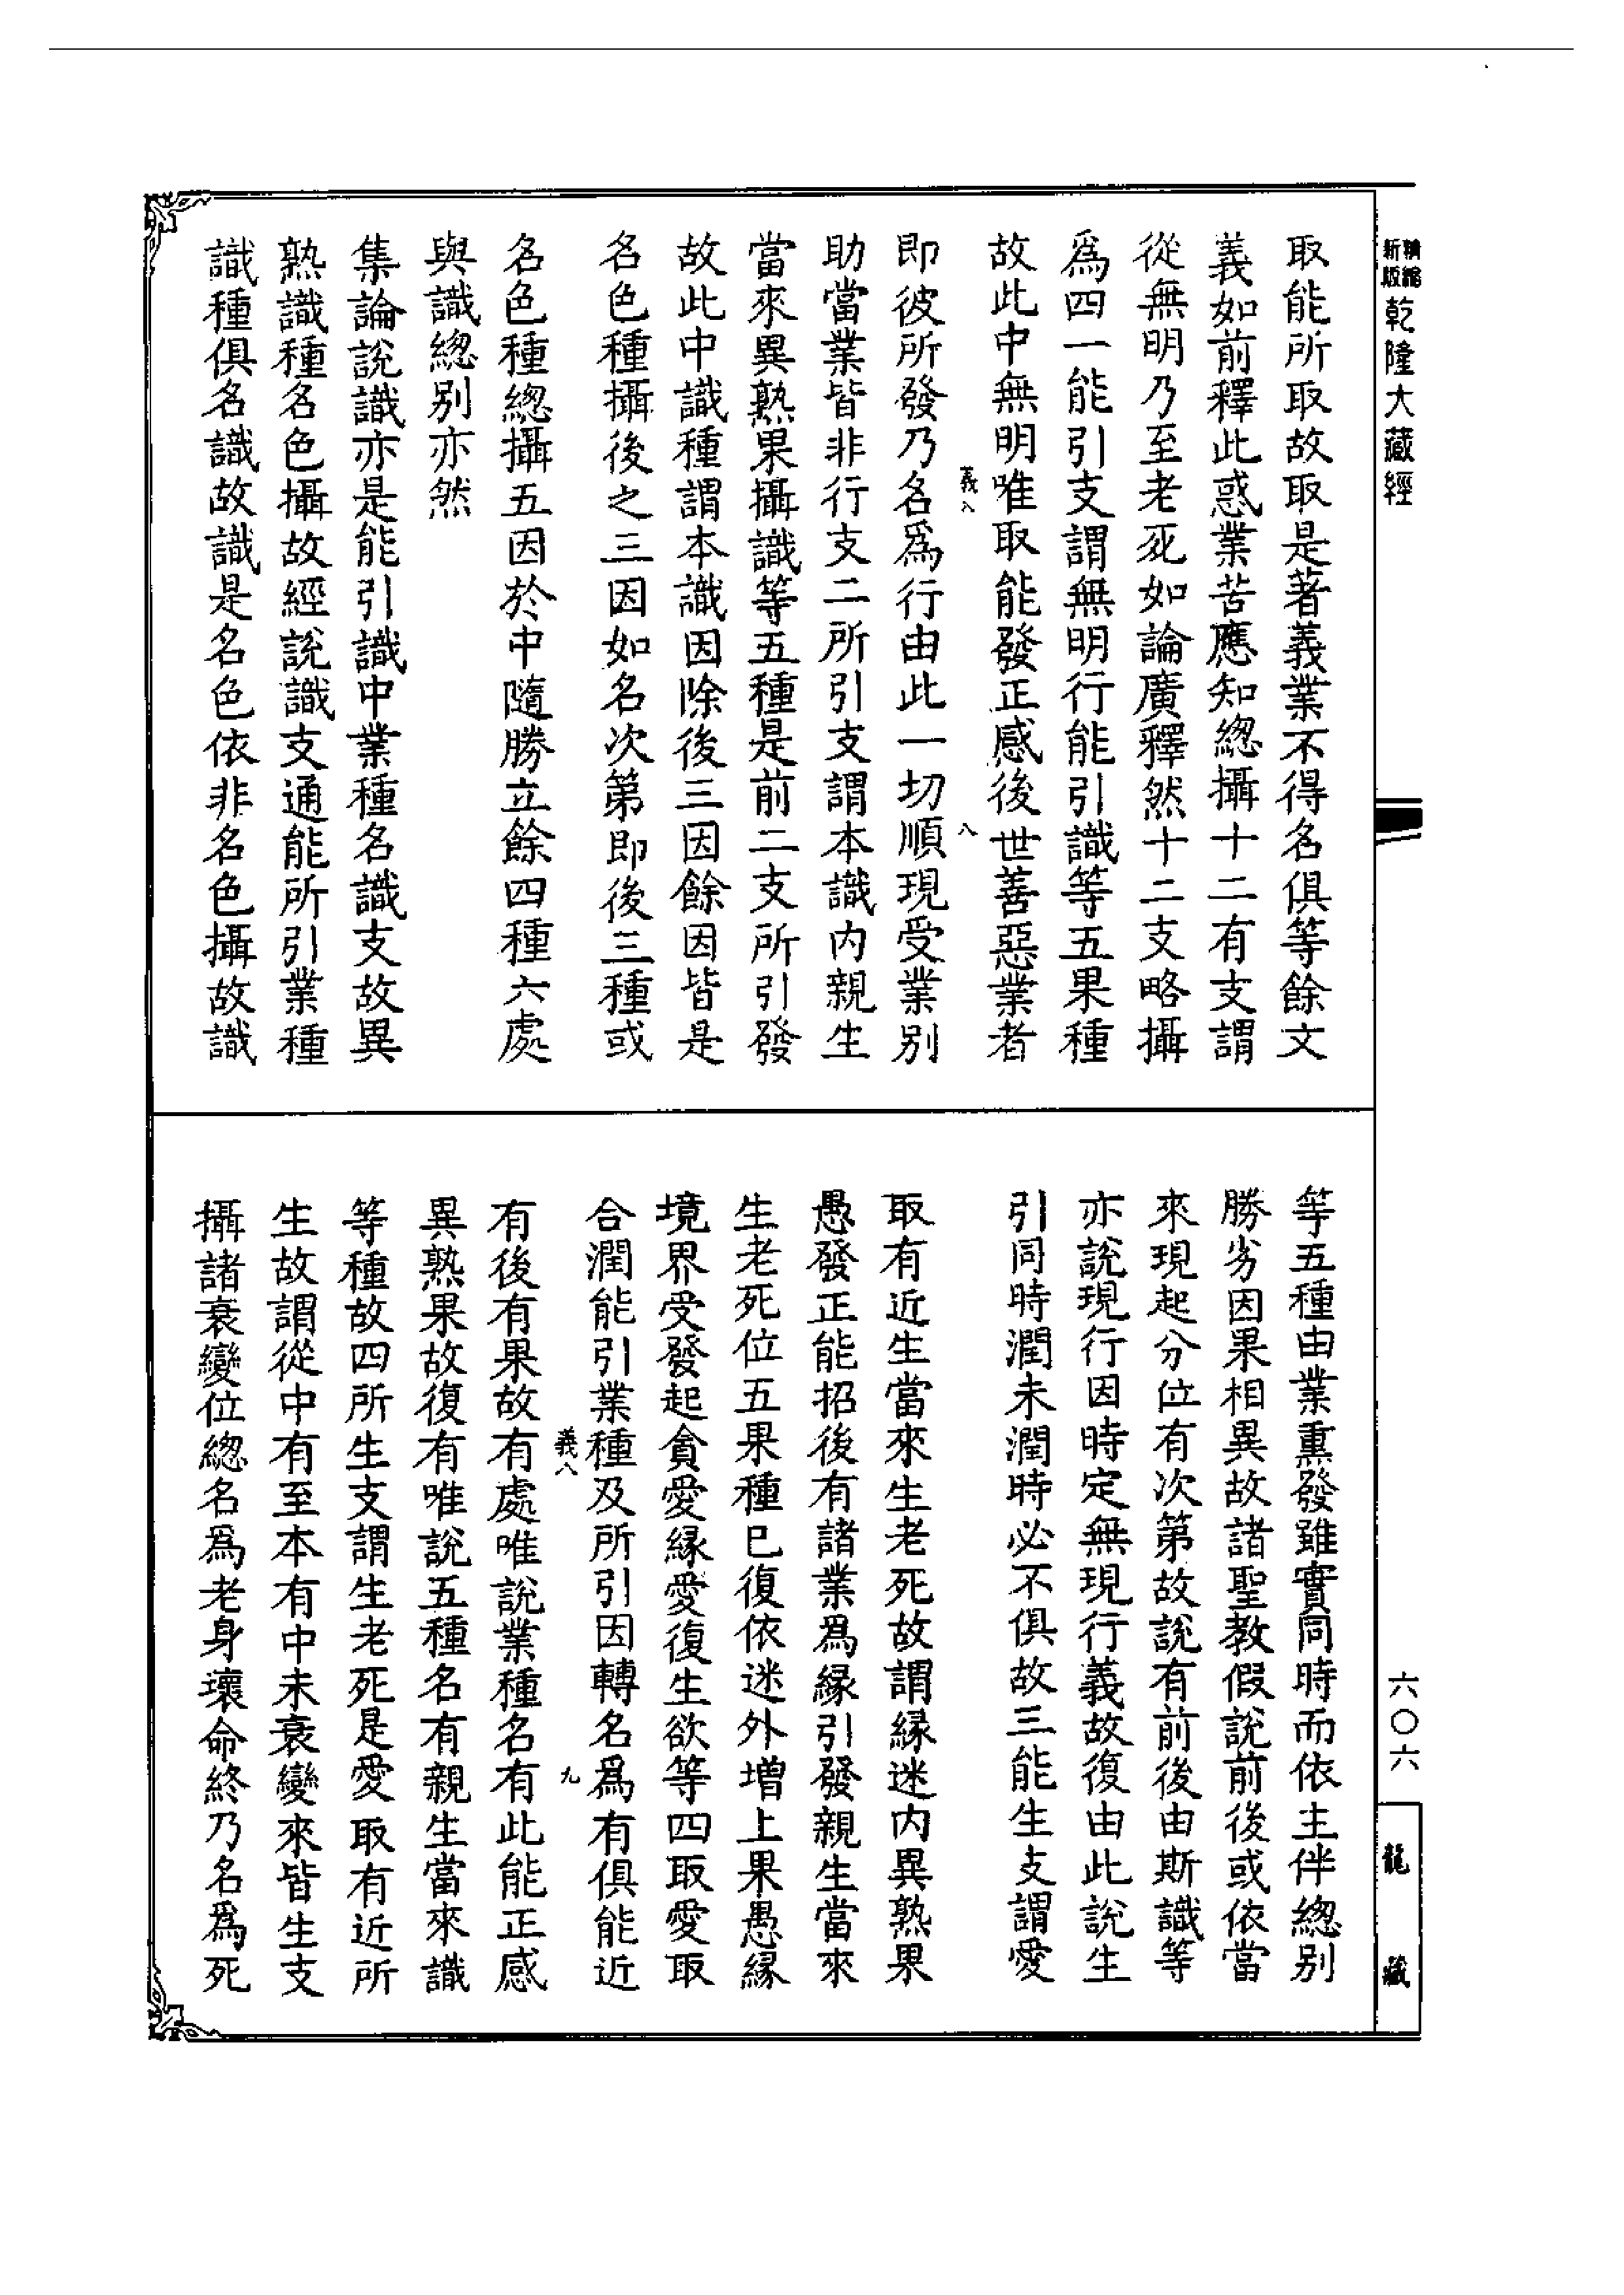 精縮新版 乾隆大藏經
取能所取故取是著義業不得名俱等餘文
義如前釋此惑業苦應知總攝十二有支謂
從無明乃至老死如論廣釋然十二支略攝
爲四一能引支謂無明行能引識等五果種
故此中無明唯取能發正感後世善惡業者
義八 八
即彼所發乃名爲行由此一切順現受業別
助當業皆非行支二所引支謂本識內親生
當來異熟果攝識等五種是前二支所引發
故此中識種謂本識因除後三因餘因皆是
名色種攝後之三因如名次第即後三種或
名色種總攝五因於中隨勝立餘四種六處
與識總別亦然
集論說識亦是能引識中業種名識支故異
熟識種名色攝故經說識支通能所引業種
識種俱名識故識是名色依非名色攝故識
等五種由業熏發雖實同時而依主伴總別
勝劣因果相異故諸聖教假說前後或依當
來現起分位有次第故說有前後由斯識等
亦說現行因時定無現行義故復由此說生
引同時潤未潤時必不俱故三能生支謂愛
取有近生當來生老死故謂緣迷內異熟果
愚發正能招後有諸業爲緣引發親生當來
生老死位五果種已復依迷外增上果愚緣
境界受發起貪愛緣愛復生欲等四取愛取
合潤能引業種及所引因轉名爲有俱能近
義八 九
有後有果故有處唯說業種名有此能正感
異熟果故復有唯說五種名有親生當來識
等種故四所生支謂生老死是愛取有近所
生故謂從中有至本有中未衰變來皆生支
攝諸衰變位總名爲老身壞命終乃名爲死
六〇六
龍藏